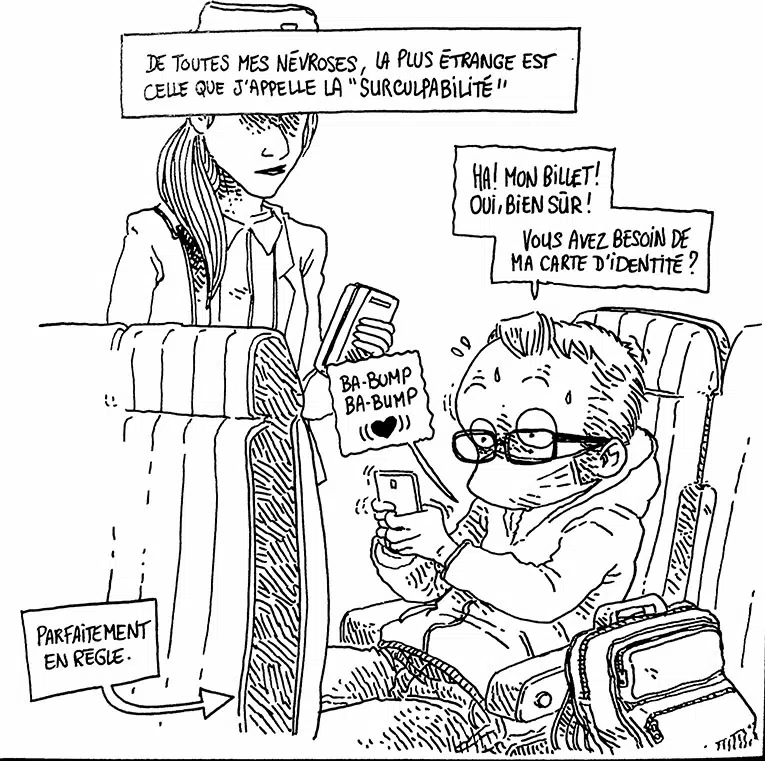 DE TOUTES MES NÉVROSES, LA PLUS ÉTRANGE EST
CELLE QUE J'APPELLE LA "SURCULPABILITÉ"
HA! MON BILLET!
OUI, BIEN SÛR!
VOUS AVEZ BESOIN DE
MA CARTE D'IDENTITÉ?
BA-BUMP
BA-BUMP
PARFAITEMENT
EN RÈGLE.